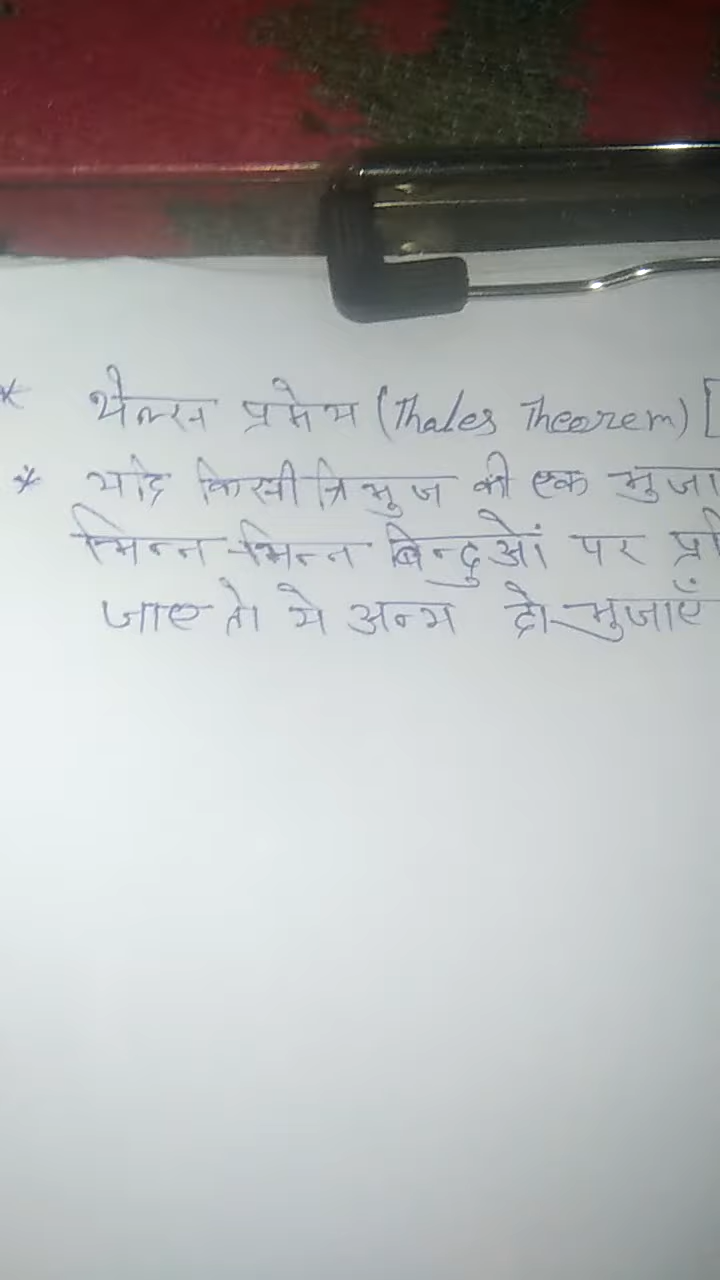 * थेल्स प्रमेय (Thales Theorem) [
* यदि किसी त्रिभुज की एक भुजा
भिन्न-भिन्न बिन्दुओं पर प्र
जाए तो ये अन्य दो भुजाएँ